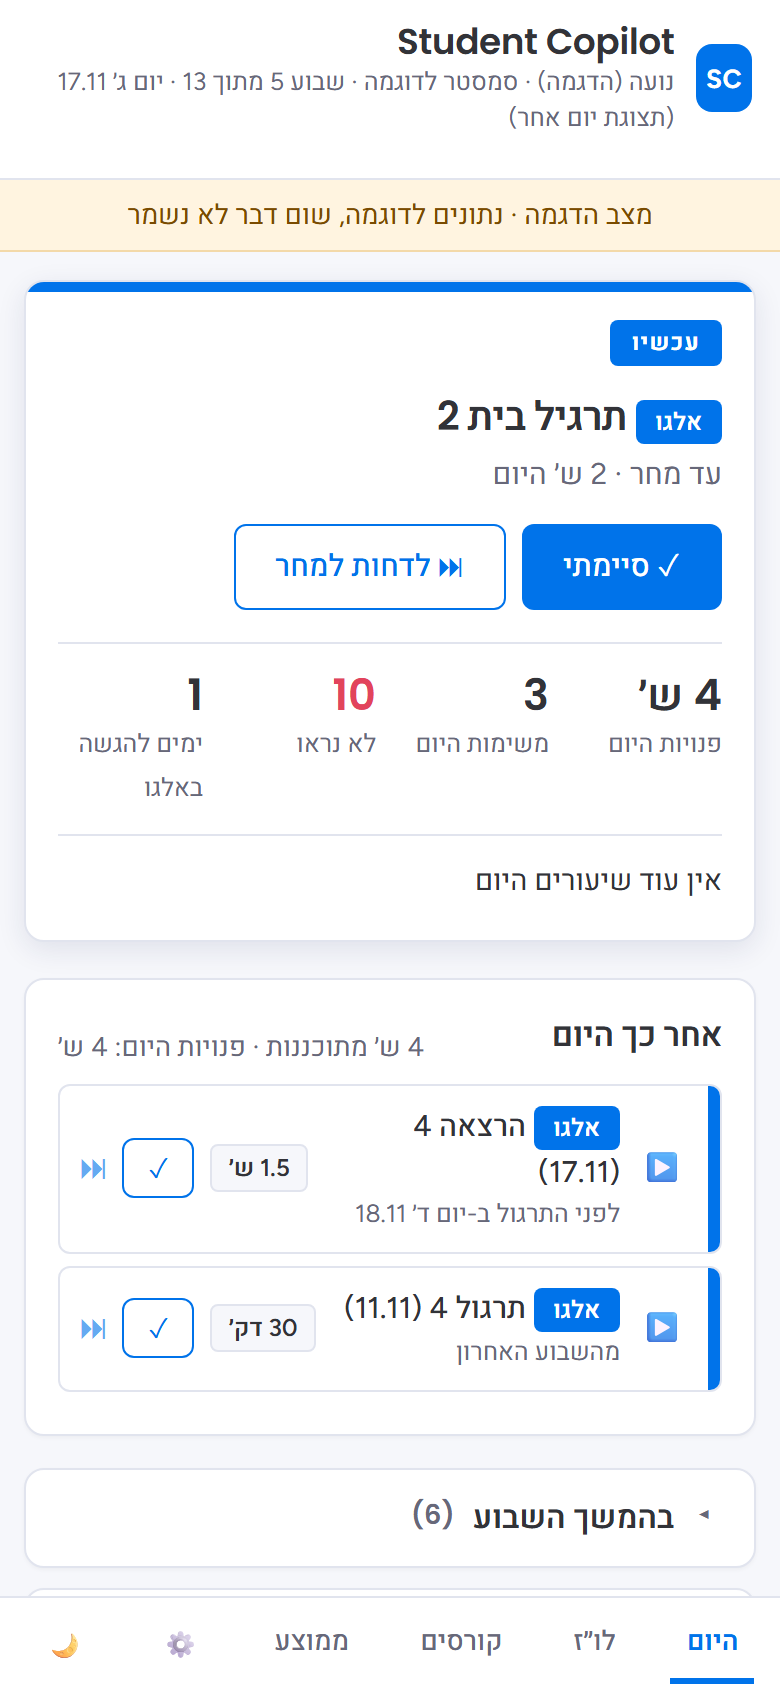 SC
Student Copilot
נועה (הדגמה) · סמסטר לדוגמה · שבוע 5 מתוך 13 · יום ג׳ 17.11
(תצוגת יום אחר)
מצב הדגמה · נתונים לדוגמה, שום דבר לא נשמר
עכשיו
אלגו תרגיל בית 2
עד מחר · 2 ש׳ היום
✓ סיימתי
⏭ לדחות למחר
4 ש׳
פנויות היום
3
משימות היום
10
לא נראו
1
ימים להגשה
באלגו
אין עוד שיעורים היום
אחר כך היום
4 ש׳ מתוכננות · פנויות היום: 4 ש׳
אלגו הרצאה 4
(17.11)
לפני התרגול ב-יום ד׳ 18.11
1.5 ש׳
✓
אלגו תרגול 4 (11.11)
מהשבוע האחרון
30 דק׳
✓
בהמשך השבוע (6)
היום
לו״ז
קורסים
ממוצע